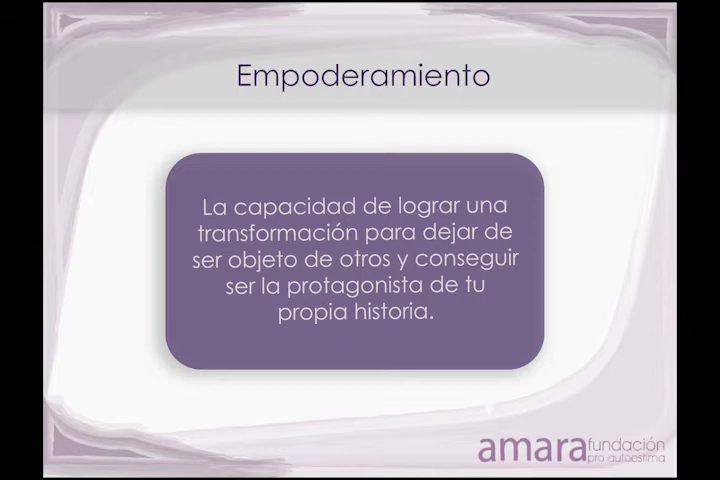 Empoderamiento
La capacidad de lograr una
transformación para dejar de
ser objeto de otros y conseguir
ser la protagonista de tu
propia historia.
amara fundación
pro autoestima